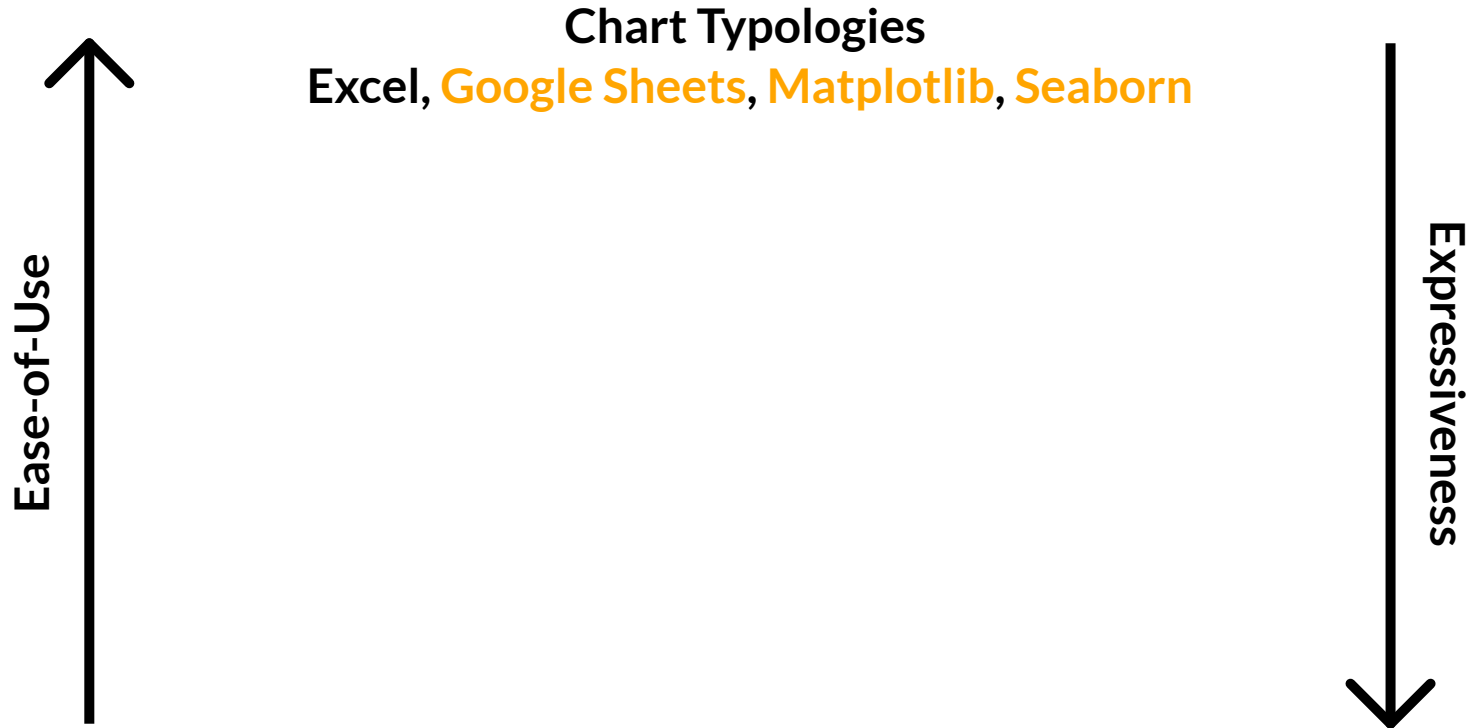 Chart Typologies
Excel, Google Sheets, Matplotlib, Seaborn
Ease-of-Use
Expressiveness